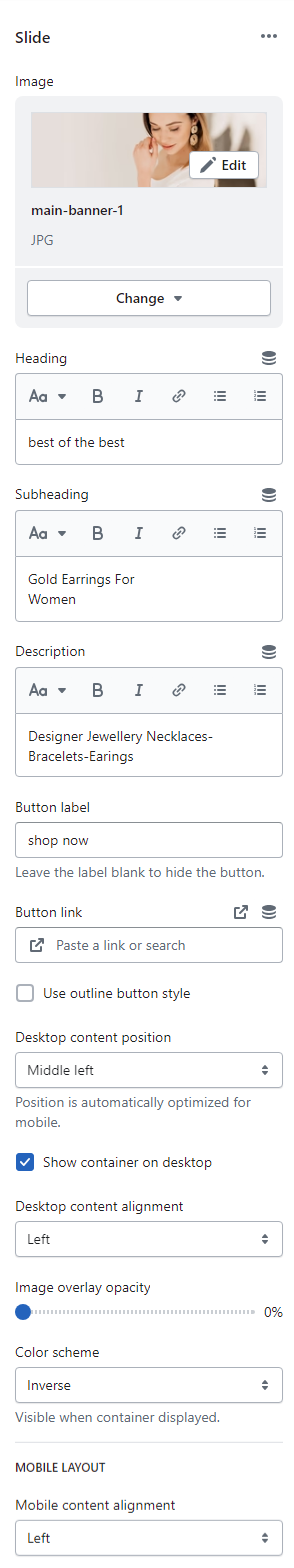 Slide
Image
Edit
main-banner-1
JPG
Change
Heading
Aa B I
best of the best
Subheading
Aa B I
Gold Earrings For
Women
Description
Aa B I
Designer Jewellery Necklaces-
Bracelets-Earings
Button label
shop now
Leave the label blank to hide the button.
Button link
Paste a link or search
Use outline button style
Desktop content position
Middle left
Position is automatically optimized for
mobile.
Show container on desktop
Desktop content alignment
Left
Image overlay opacity
0%
Color scheme
Inverse
Visible when container displayed.
MOBILE LAYOUT
Mobile content alignment
Left